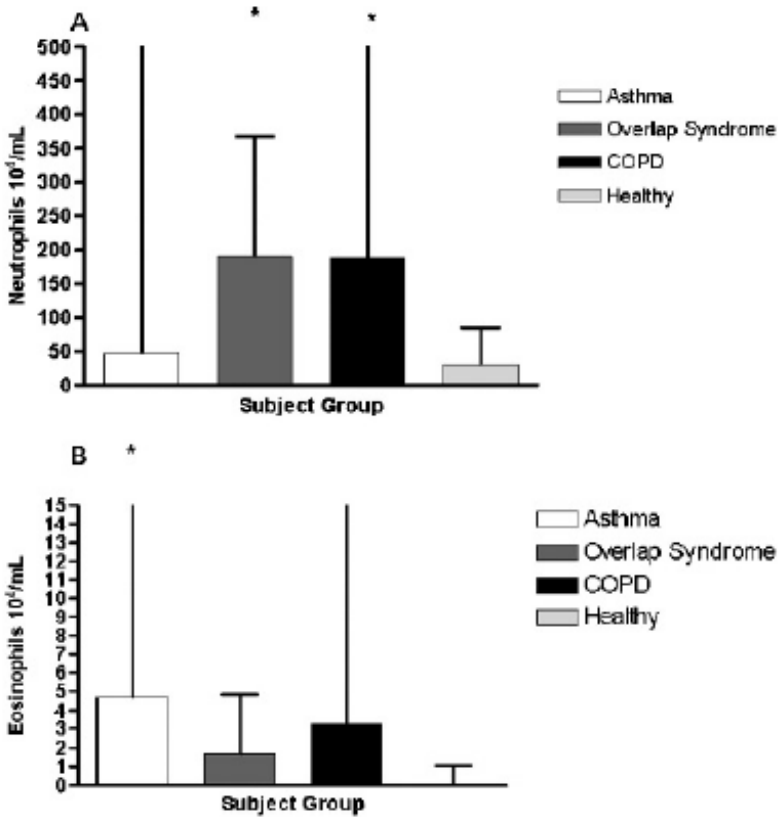 A
*
*
500
450
400
350
300
250
200
150
100
50
0
Neutrophils 10⁴/mL
Subject Group
Asthma
Overlap Syndrome
COPD
Healthy
B
*
15
14
13
12
11
10
9
8
7
6
5
4
3
2
1
0
Eosinophils 10⁴/mL
Subject Group
Asthma
Overlap Syndrome
COPD
Healthy